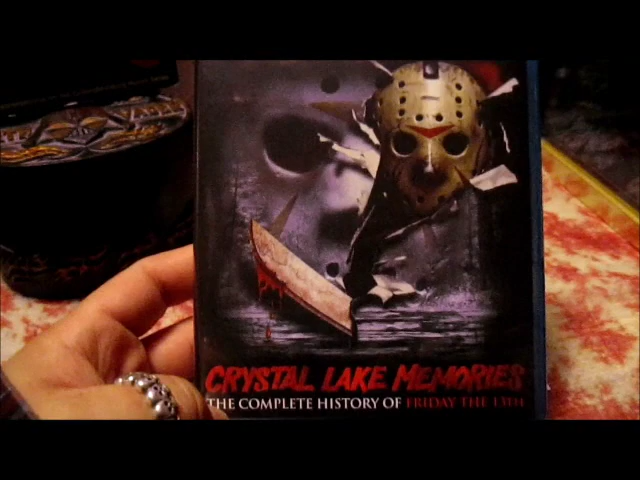 CRYSTAL LAKE MEMORIES
THE COMPLETE HISTORY OF FRIDAY THE 13TH